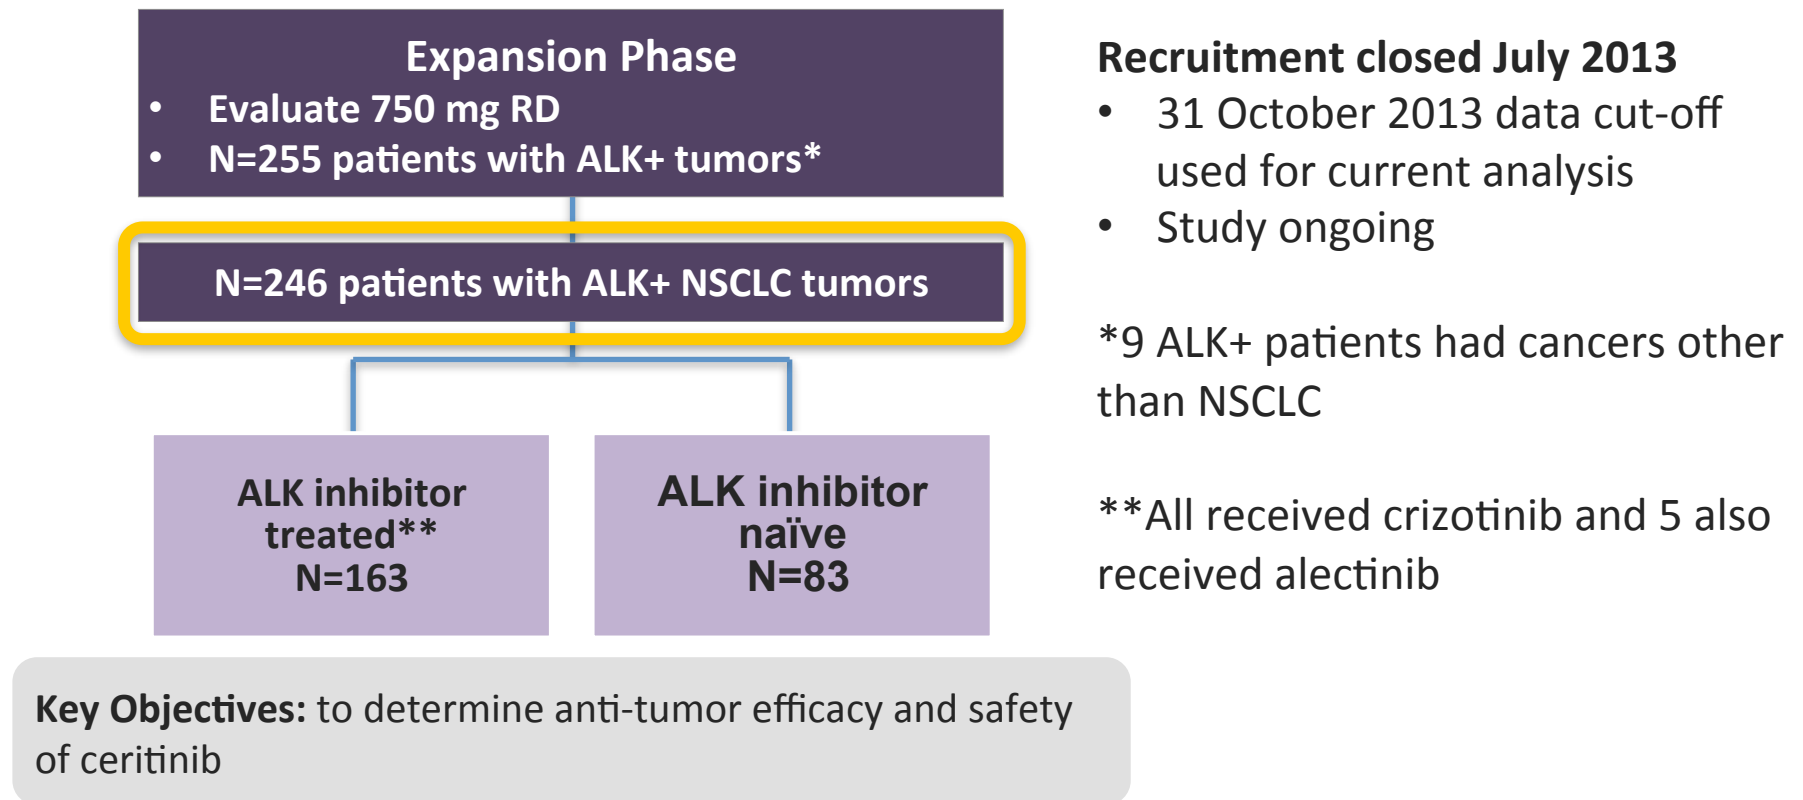 Expansion Phase
• Evaluate 750 mg RD
• N=255 patients with ALK+ tumors*
N=246 patients with ALK+ NSCLC tumors
ALK inhibitor
treated**
N=163
ALK inhibitor
naïve
N=83
Key Objectives: to determine anti-tumor efficacy and safety
of ceritinib
Recruitment closed July 2013
• 31 October 2013 data cut-off
used for current analysis
• Study ongoing
*9 ALK+ patients had cancers other
than NSCLC
**All received crizotinib and 5 also
received alectinib